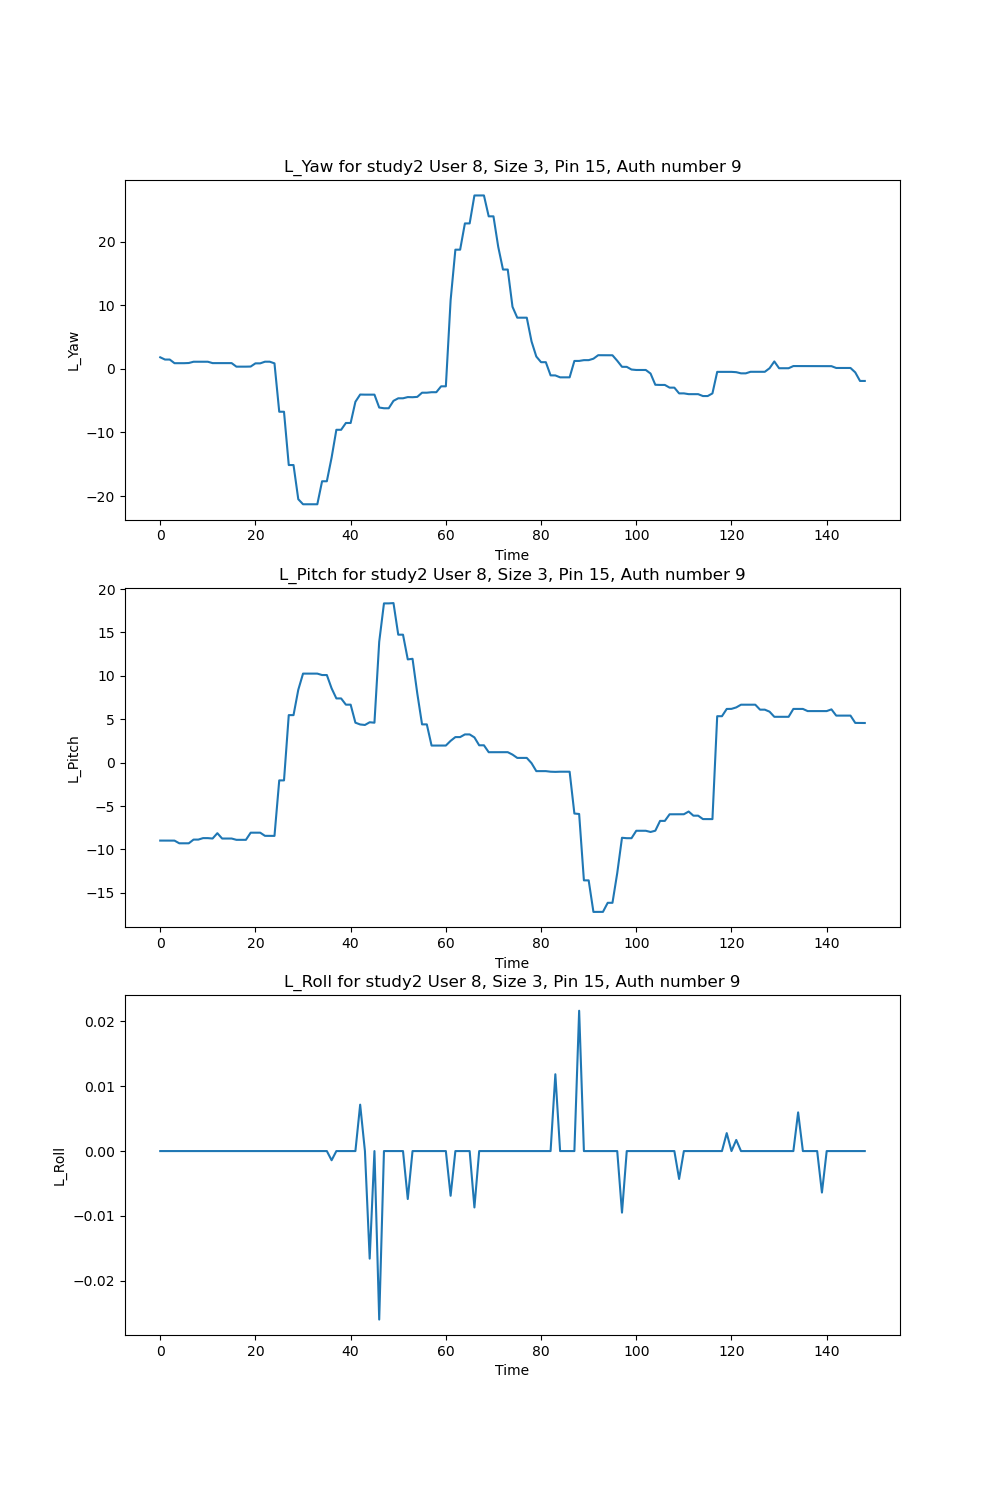 L_Yaw for study2 User 8, Size 3, Pin 15, Auth number 9
20
10
0
−10
−20
L_Yaw
0 20 40 60 80 100 120 140
Time
L_Pitch for study2 User 8, Size 3, Pin 15, Auth number 9
20
15
10
5
0
−5
−10
−15
L_Pitch
0 20 40 60 80 100 120 140
Time
L_Roll for study2 User 8, Size 3, Pin 15, Auth number 9
0.02
0.01
0.00
−0.01
−0.02
L_Roll
0 20 40 60 80 100 120 140
Time